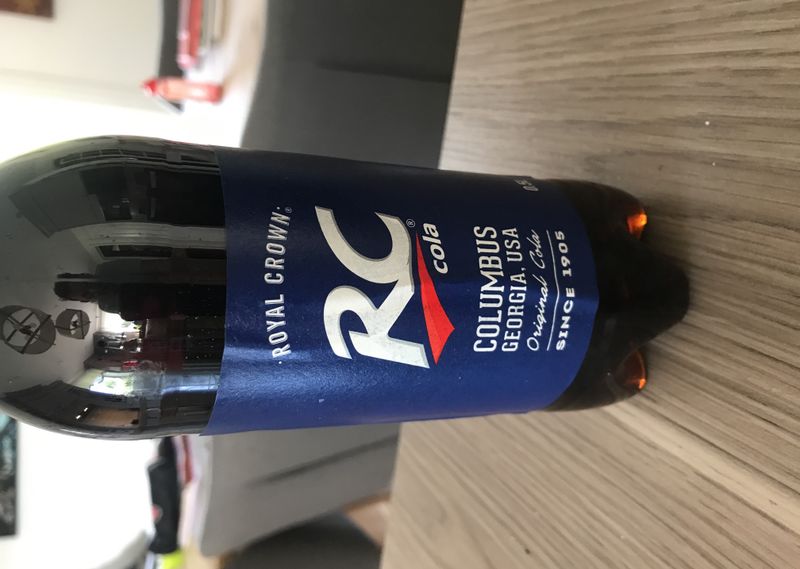 ROYAL CROWN®
RC®
cola
COLUMBUS
GEORGIA, USA
Original Cola
SINCE 1905